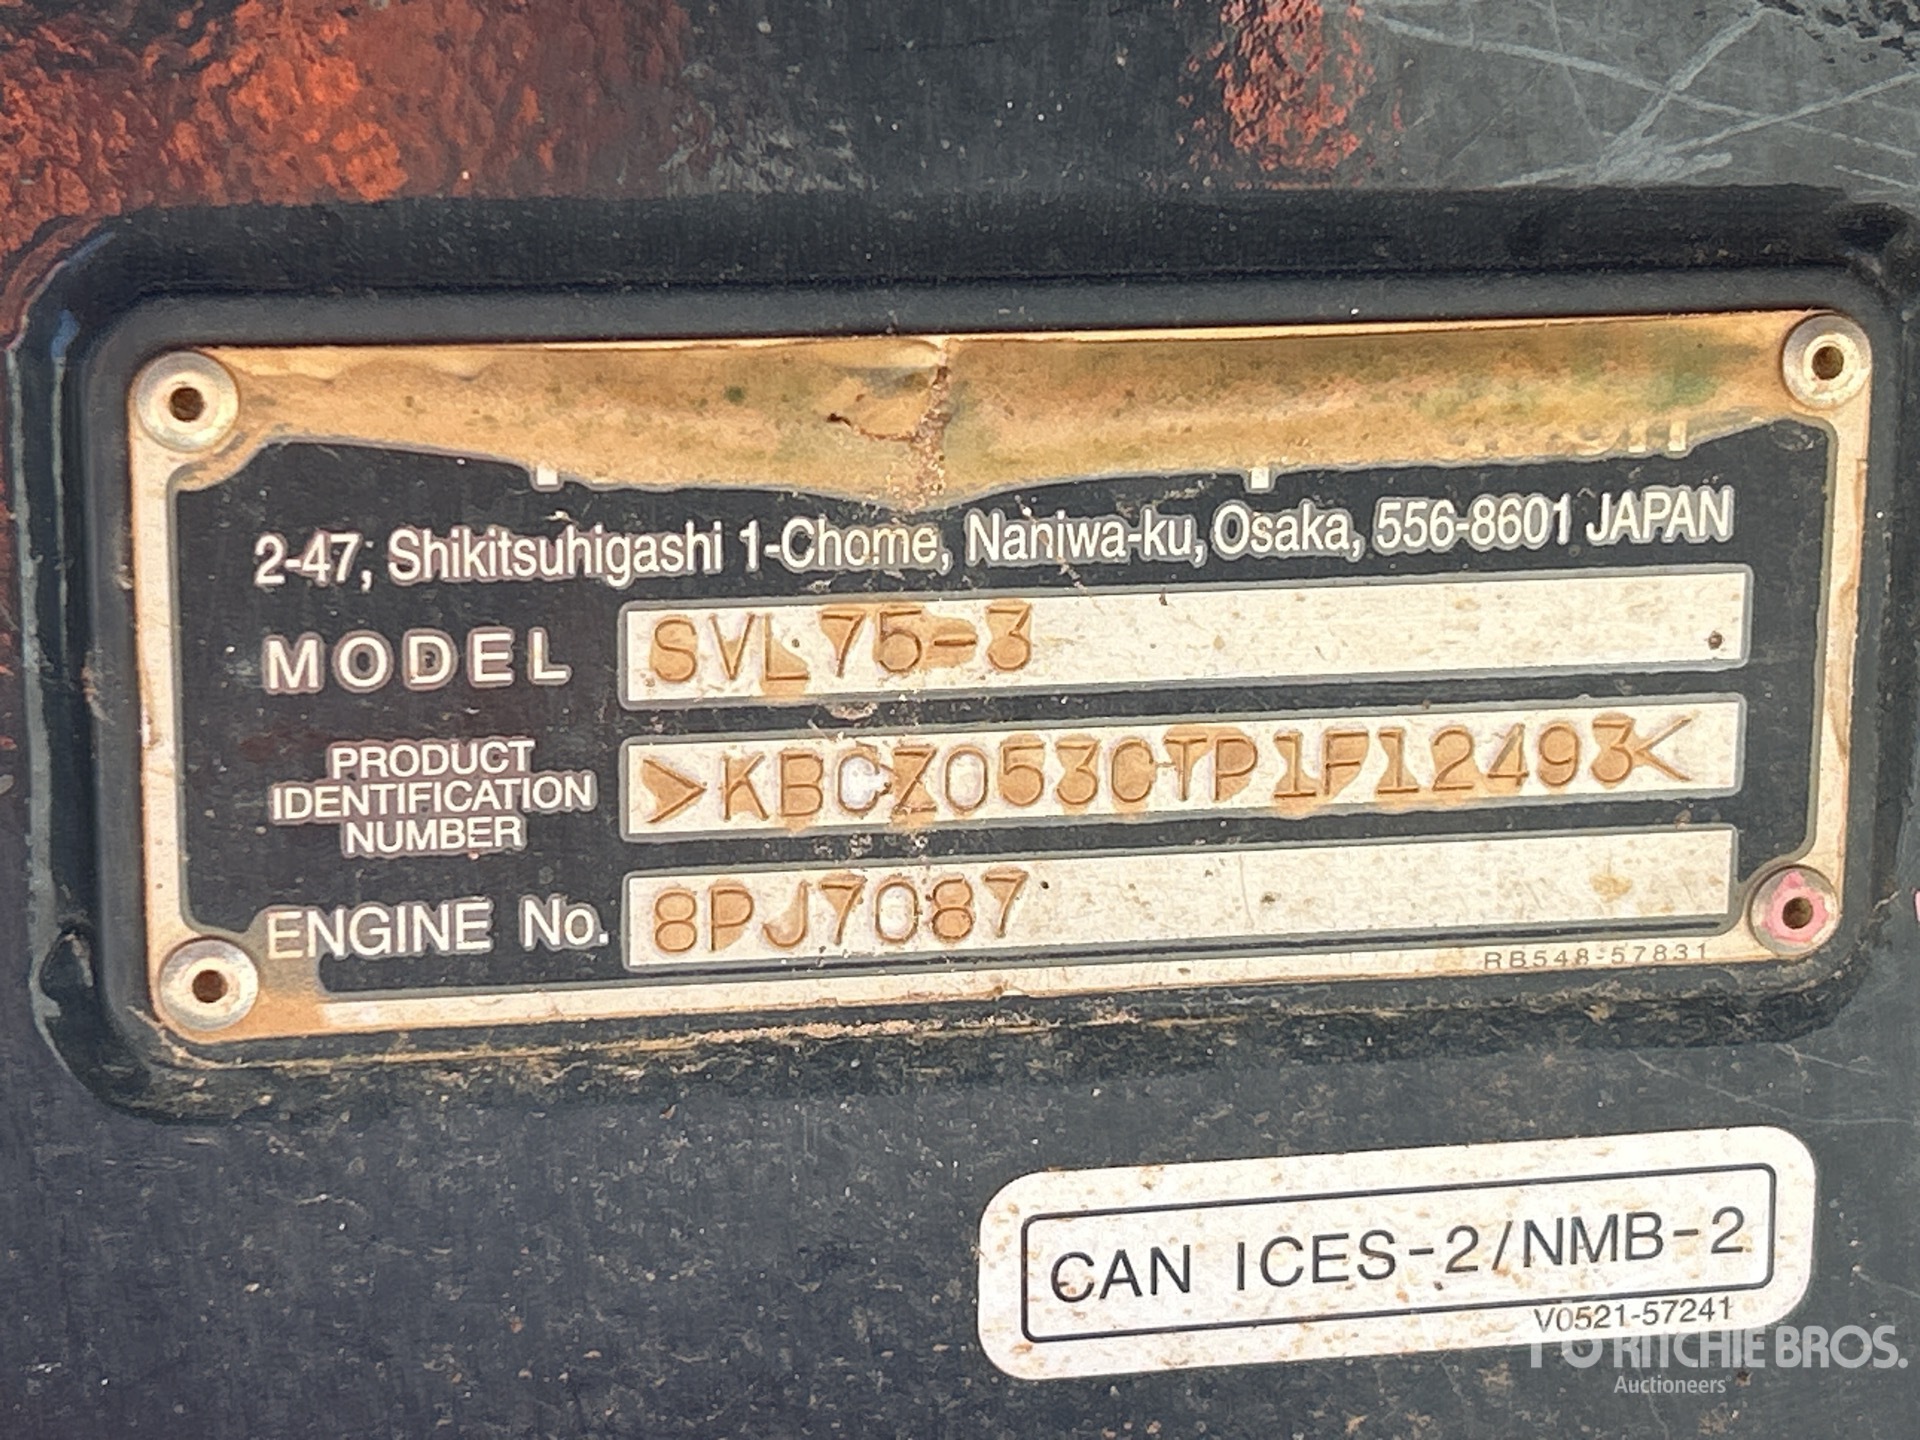 2-47, Shikitsuhigashi 1-Chome, Naniwa-ku, Osaka, 556-8601 JAPAN
MODEL SVL75-3
PRODUCT
IDENTIFICATION
NUMBER
>KBCZ053CTP1F12493<
ENGINE No. 8PJ7087
RB548-57831
CAN ICES-2/NMB-2
V0521-57241
RITCHIE BROS.
Auctioneers